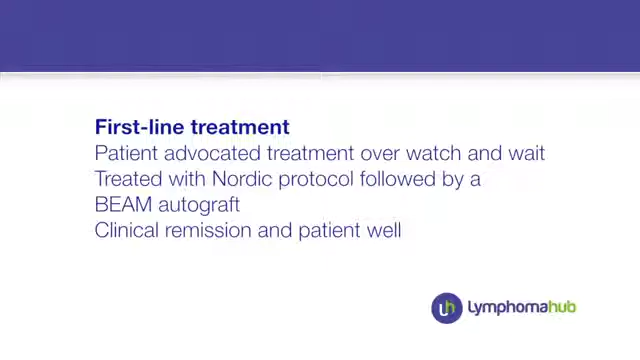 First-line treatment
Patient advocated treatment over watch and wait
Treated with Nordic protocol followed by a
BEAM autograft
Clinical remission and patient well
lh Lymphomahub